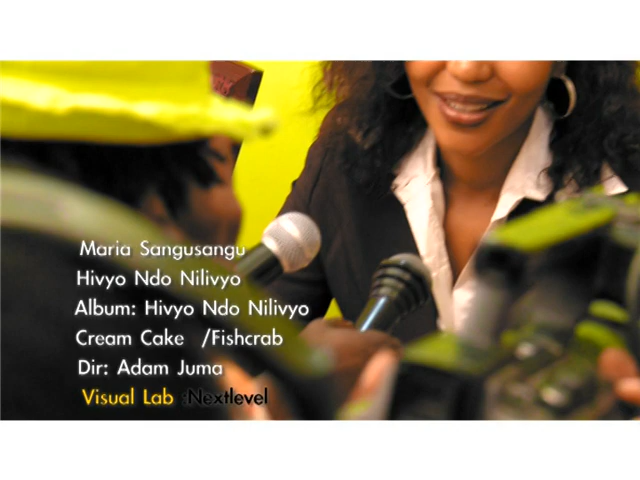 Maria Sangusangu
Hivyo Ndo Nilivyo
Album: Hivyo Ndo Nilivyo
Cream Cake /Fishcrab
Dir: Adam Juma
Visual Lab :Nextlevel